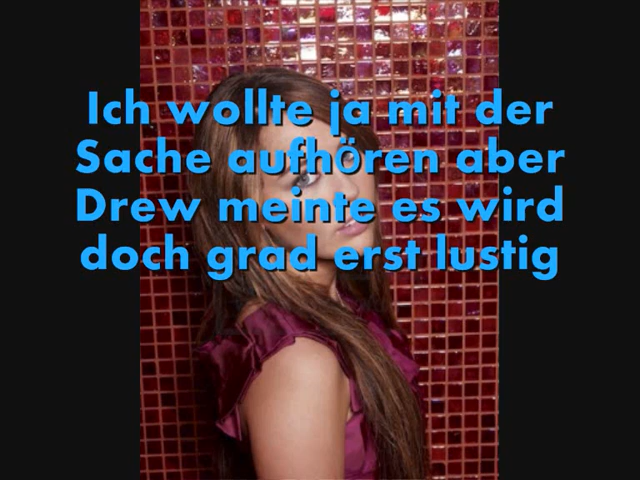 Ich wollte ja mit der
Sache aufhören aber
Drew meinte es wird
doch grad erst lustig